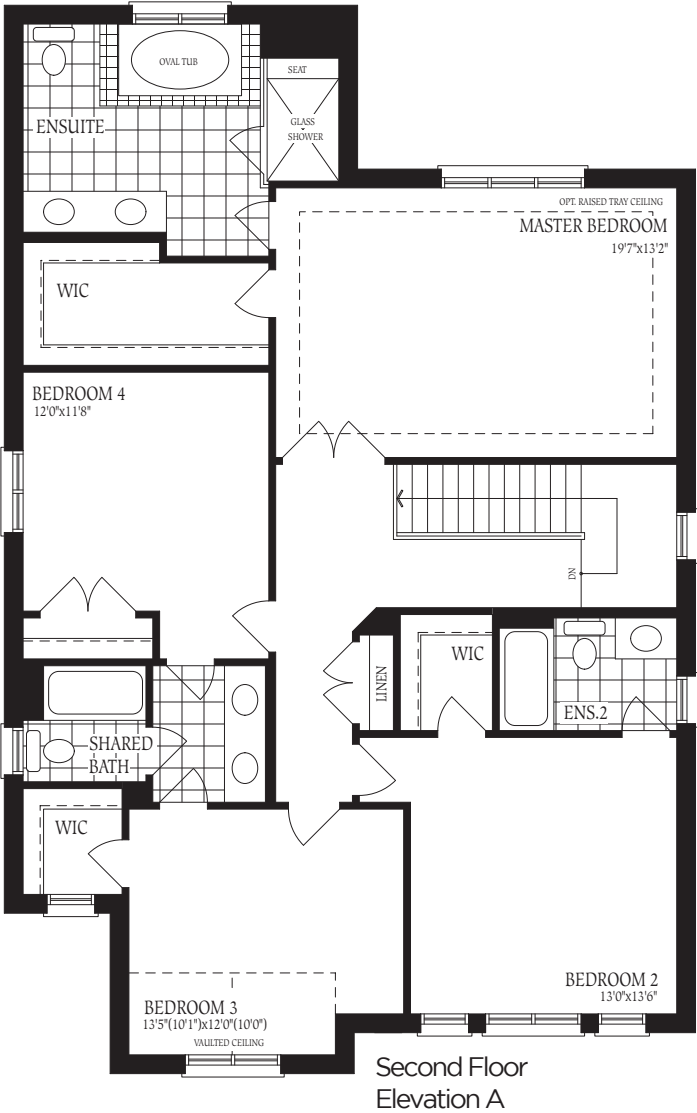 OVAL TUB
SEAT
GLASS
SHOWER
ENSUITE
OPT. RAISED TRAY CEILING
MASTER BEDROOM
19'7"x13'2"
WIC
BEDROOM 4
12'0"x11'8"
DN
LINEN
WIC
ENS.2
SHARED
BATH
WIC
BEDROOM 2
13'0"x13'6"
BEDROOM 3
13'5"(10'1")x12'0"(10'0")
VAULTED CEILING
Second Floor
Elevation A